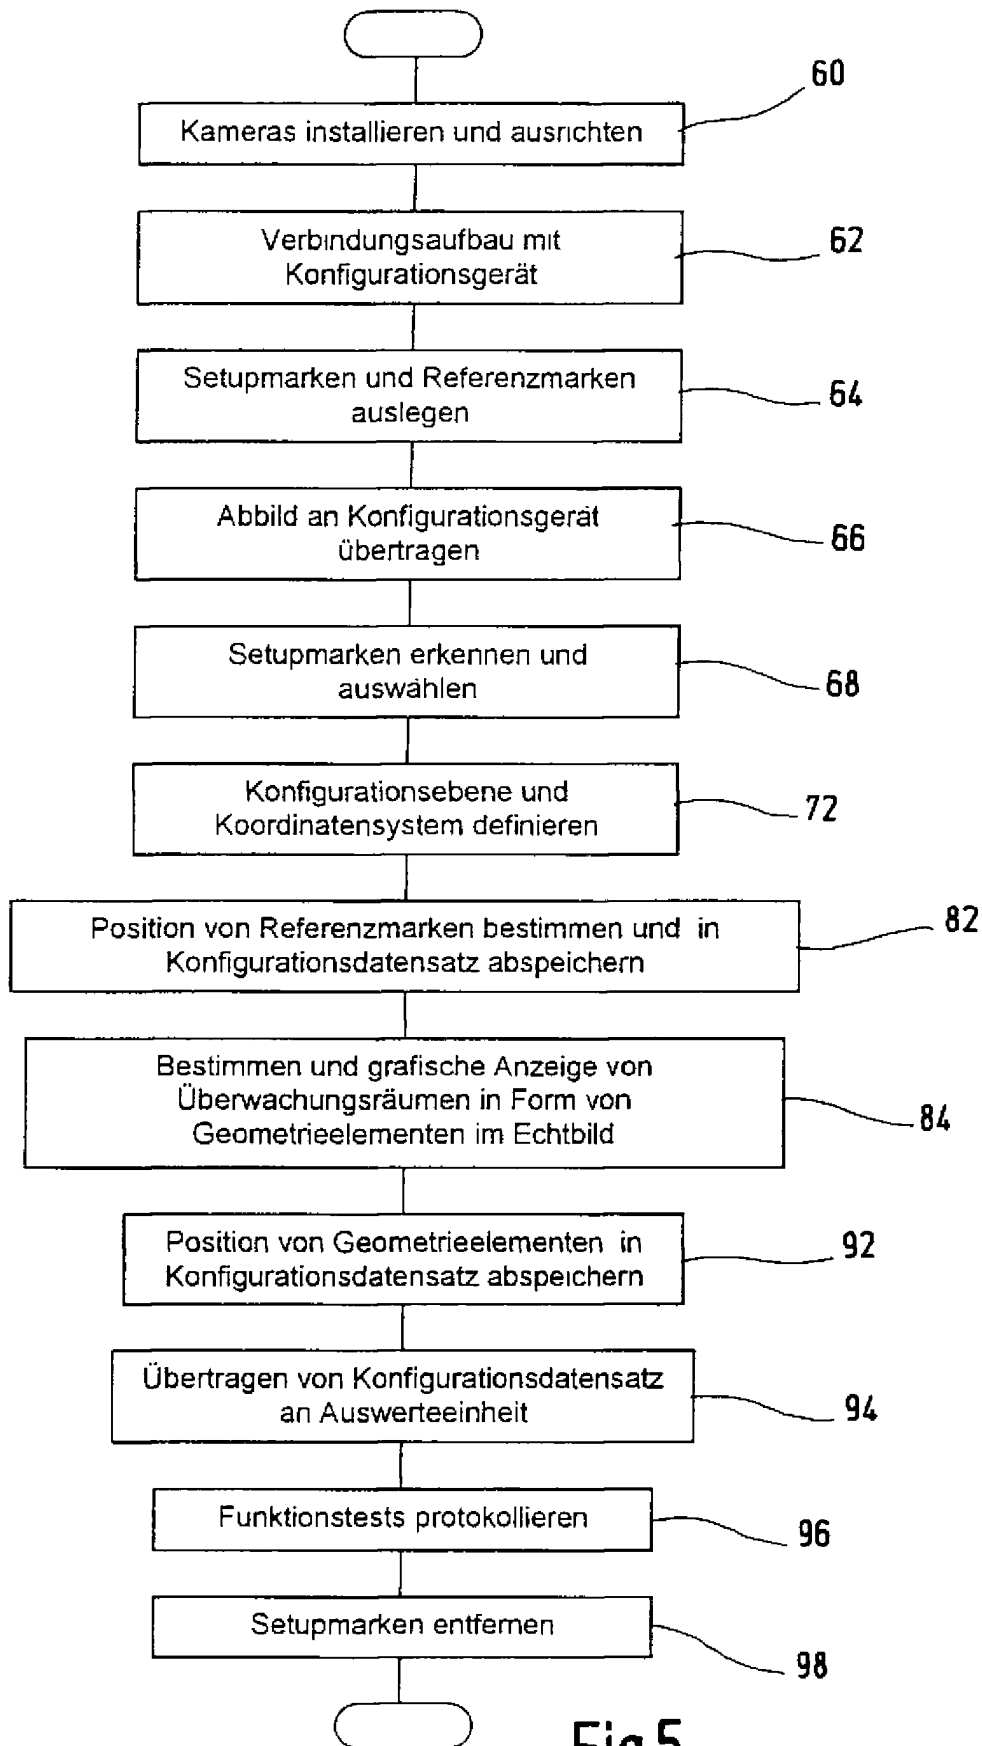 60
Kameras installieren und ausrichten
Verbindungsaufbau mit
Konfigurationsgerät
62
Setupmarken und Referenzmarken
auslegen
64
Abbild an Konfigurationsgerät
übertragen
66
Setupmarken erkennen und
auswählen
68
Konfigurationsebene und
Koordinatensystem definieren
72
Position von Referenzmarken bestimmen und in
Konfigurationsdatensatz abspeichern
82
Bestimmen und grafische Anzeige von
Überwachungsräumen in Form von
Geometrieelementen im Echtbild
84
Position von Geometrieelementen in
Konfigurationsdatensatz abspeichern
92
Übertragen von Konfigurationsdatensatz
an Auswerteeinheit
94
Funktionstests protokollieren
96
Setupmarken entfernen
98
Fig.5